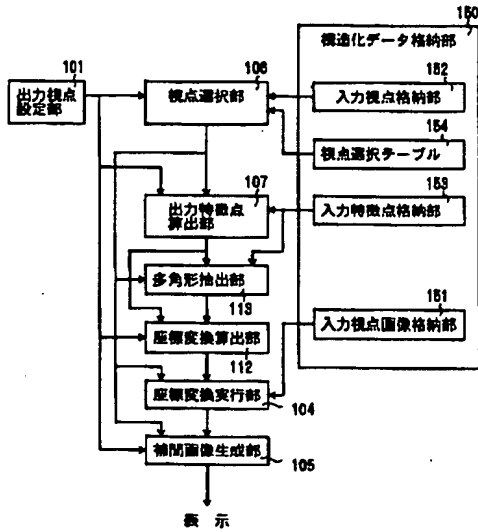 150
構造化データ格納部
101
出力視点
設定部
106
視点選択部
152
入力視点格納部
154
視点選択テーブル
107
出力特徴点
算出部
153
入力特徴点格納部
多角形抽出部
113
座標変換算出部
112
151
入力視点画像格納部
座標変換実行部
104
補間画像生成部
105
表示